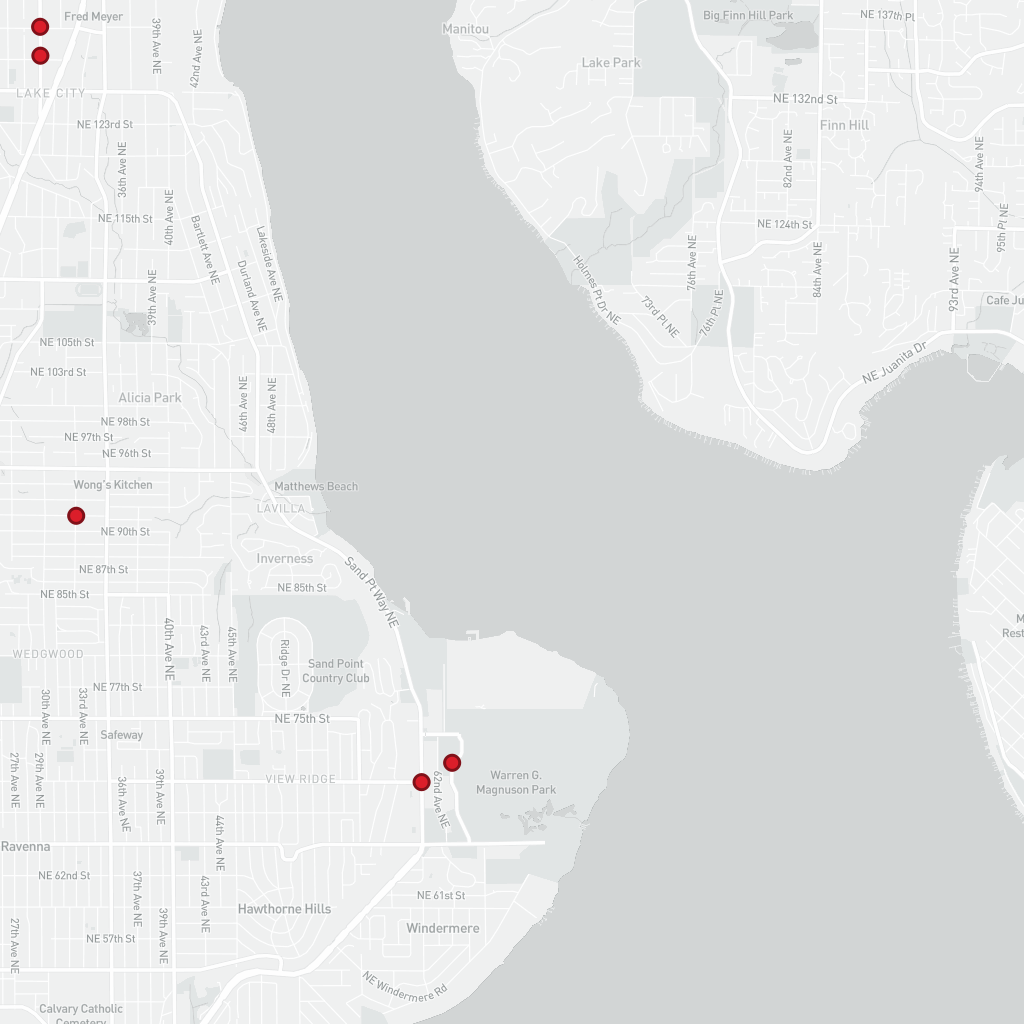 Fred Meyer
39th Ave NE
42nd Ave NE
Manitou
Big Finn Hill Park
NE 137th Pl
Lake Park
LAKE CITY
NE 132nd St
NE 123rd St
Finn Hill
36th Ave NE
82nd Ave NE
94th Ave NE
40th Ave NE
NE 115th St
Bartlett Ave NE
Lakeside Ave NE
NE 124th St
95th Pl NE
76th Ave NE
84th Ave NE
93rd Ave NE
Holmes Pt Dr NE
Durland Ave NE
39th Ave NE
73rd Pl NE
76th Pl NE
Cafe Ju
NE 105th St
NE Juanita Dr
NE 103rd St
Alicia Park
46th Ave NE
48th Ave NE
NE 98th St
NE 97th St
NE 96th St
Wong's Kitchen
Matthews Beach
LAVILLA
NE 90th St
Inverness
NE 87th St
NE 85th St
NE 85th St
Sand Pt Way NE
40th Ave NE
43rd Ave NE
45th Ave NE
M
Rest
WEDGWOOD
Ridge Dr NE
Sand Point
Country Club
NE 77th St
30th Ave NE
33rd Ave NE
NE 75th St
Safeway
27th Ave NE
29th Ave NE
36th Ave NE
39th Ave NE
VIEW RIDGE
62nd Ave NE
Warren G.
Magnuson Park
44th Ave NE
Ravenna
NE 62nd St
37th Ave NE
43rd Ave NE
NE 61st St
Hawthorne Hills
39th Ave NE
27th Ave NE
NE 57th St
Windermere
NE Windermere Rd
Calvary Catholic
Cemetery